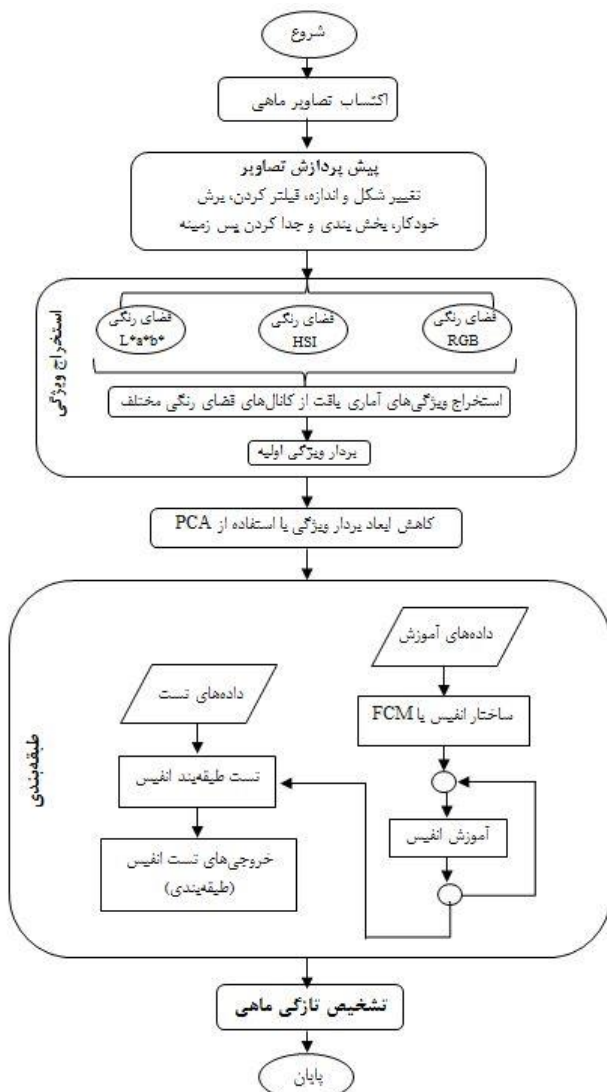 شروع
اکتساب تصاویر ماهی
پیش پردازش تصاویر
تغییر شکل و اندازه، فیلتر کردن، برش
خودکار، بخش بندی و جدا کردن پس زمینه
استخراج ویژگی
فضای رنگی
RGB
فضای رنگی
HSI
فضای رنگی
L*a*b*
استخراج ویژگی‌های آماری بافت از کانال‌های فضای رنگی مختلف
بردار ویژگی اولیه
کاهش ابعاد بردار ویژگی با استفاده از PCA
طبقه‌بندی
داده‌های آموزش
ساختار انفیس با FCM
آموزش انفیس
داده‌های تست
تست طبقه‌بند انفیس
خروجی‌های تست انفیس
(طبقه‌بندی)
تشخیص تازگی ماهی
پایان